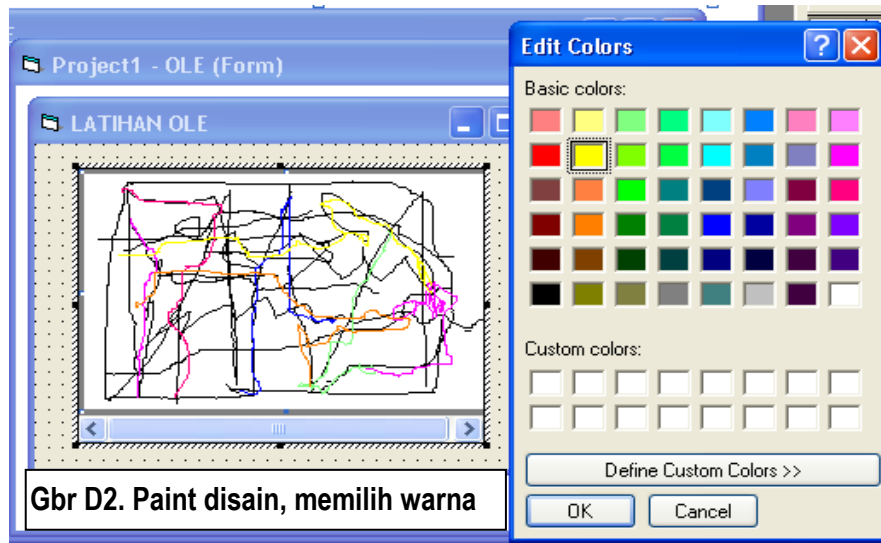 Project1 - OLE (Form)
LATIHAN OLE
Gbr D2. Paint disain, memilih warna
Edit Colors
Basic colors:
Custom colors:
Define Custom Colors >>
OK
Cancel